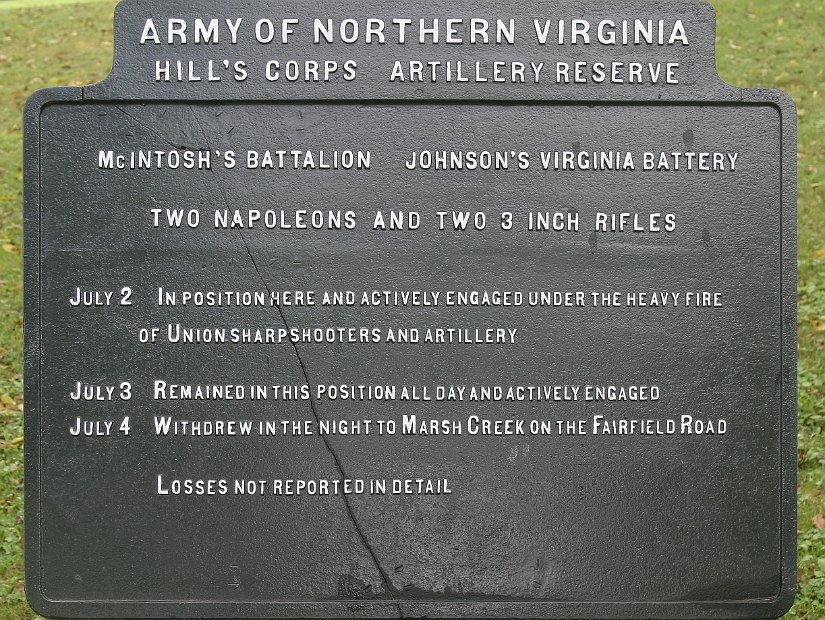 ARMY OF NORTHERN VIRGINIA
HILL'S CORPS ARTILLERY RESERVE
McINTOSH'S BATTALION JOHNSON'S VIRGINIA BATTERY
TWO NAPOLEONS AND TWO 3 INCH RIFLES
JULY 2 IN POSITION HERE AND ACTIVELY ENGAGED UNDER THE HEAVY FIRE
OF UNION SHARPSHOOTERS AND ARTILLERY
JULY 3 REMAINED IN THIS POSITION ALL DAY AND ACTIVELY ENGAGED
JULY 4 WITHDREW IN THE NIGHT TO MARSH CREEK ON THE FAIRFIELD ROAD
LOSSES NOT REPORTED IN DETAIL